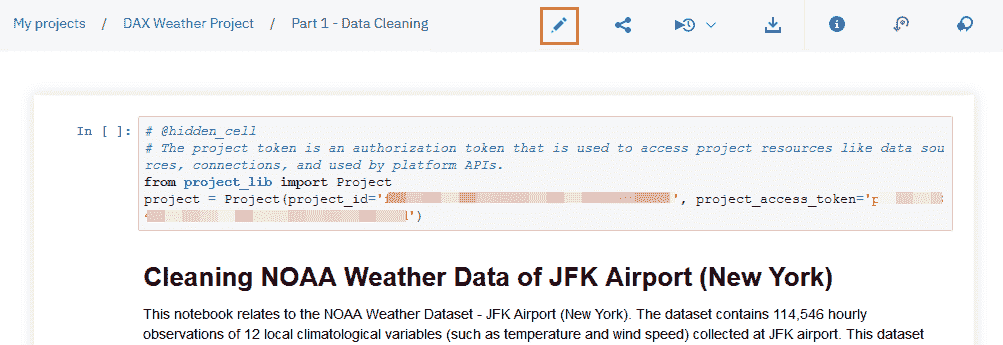 My projects / DAX Weather Project / Part 1 - Data Cleaning
In [ ]: # @hidden_cell
# The project token is an authorization token that is used to access project resources like data sou
rces, connections, and used by platform APIs.
from project_lib import Project
project = Project(project_id=' ', project_access_token='p
')
Cleaning NOAA Weather Data of JFK Airport (New York)
This notebook relates to the NOAA Weather Dataset - JFK Airport (New York). The dataset contains 114,546 hourly
observations of 12 local climatological variables (such as temperature and wind speed) collected at JFK airport. This dataset